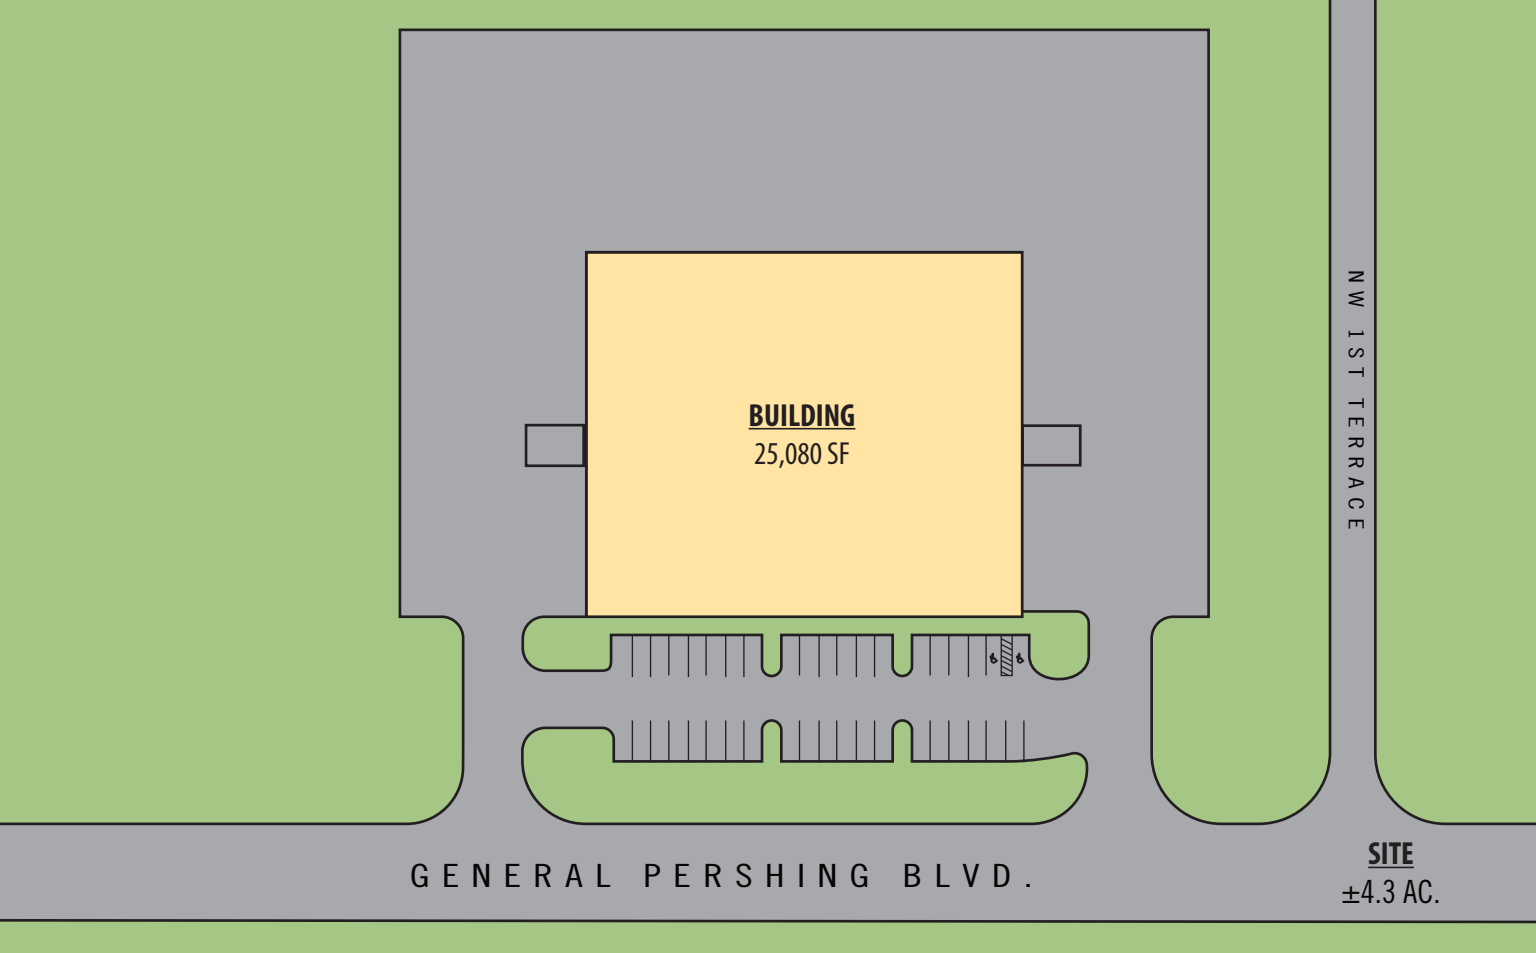 BUILDING
25,080 SF
NW 1ST TERRACE
GENERAL PERSHING BLVD.
SITE
±4.3 AC.